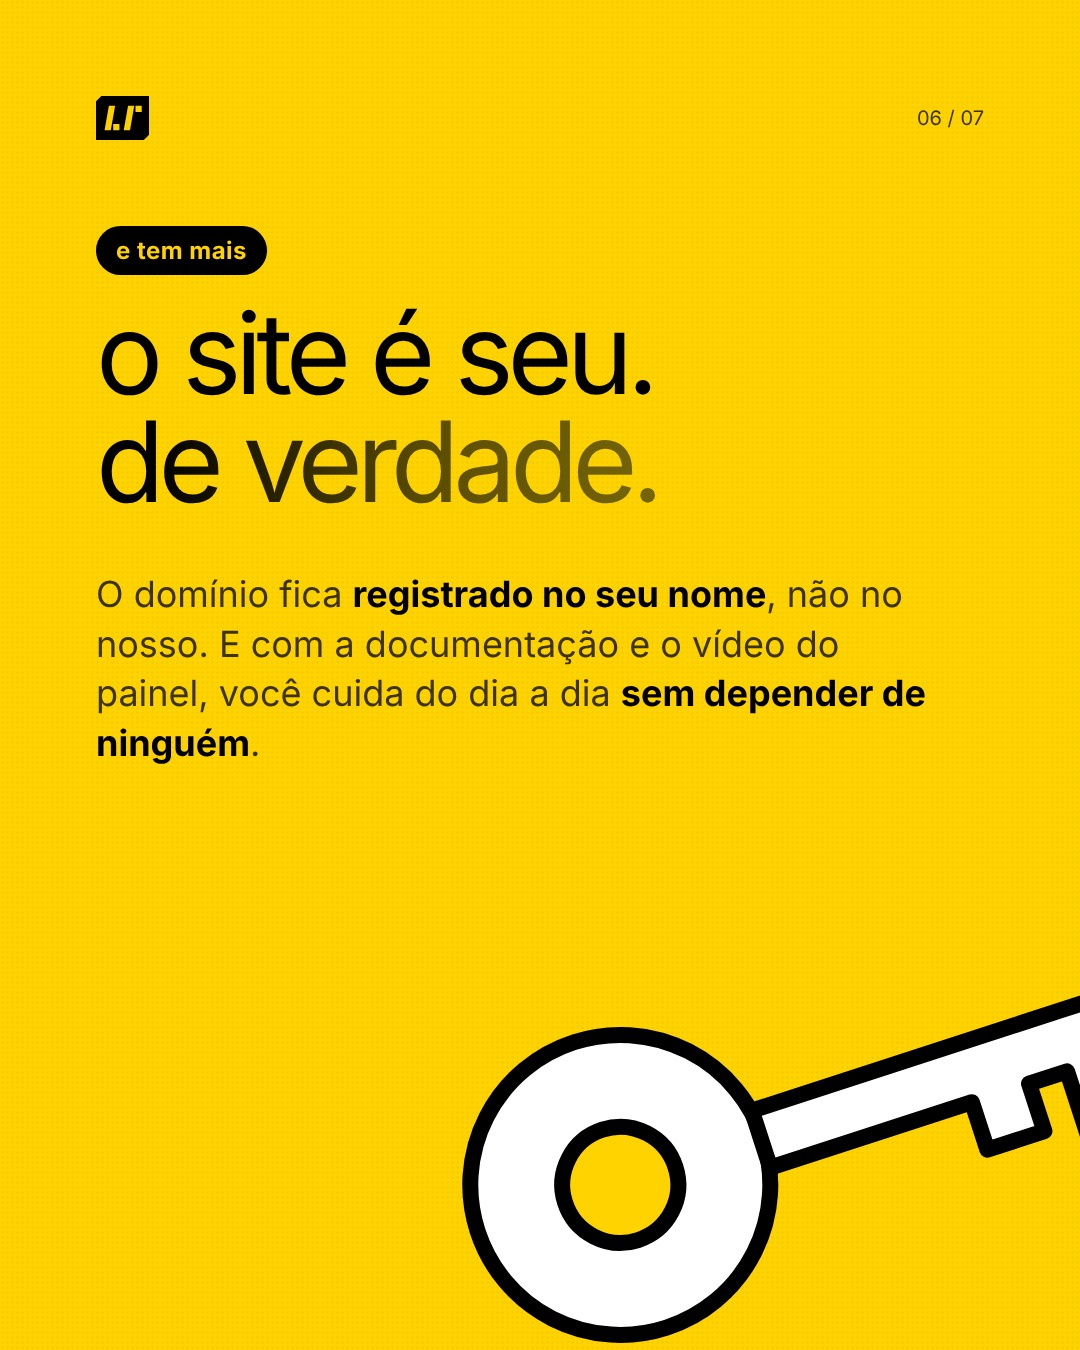 06 / 07
e tem mais
o site é seu.
de verdade.
O domínio fica registrado no seu nome, não no
nosso. E com a documentação e o vídeo do
painel, você cuida do dia a dia sem depender de
ninguém.